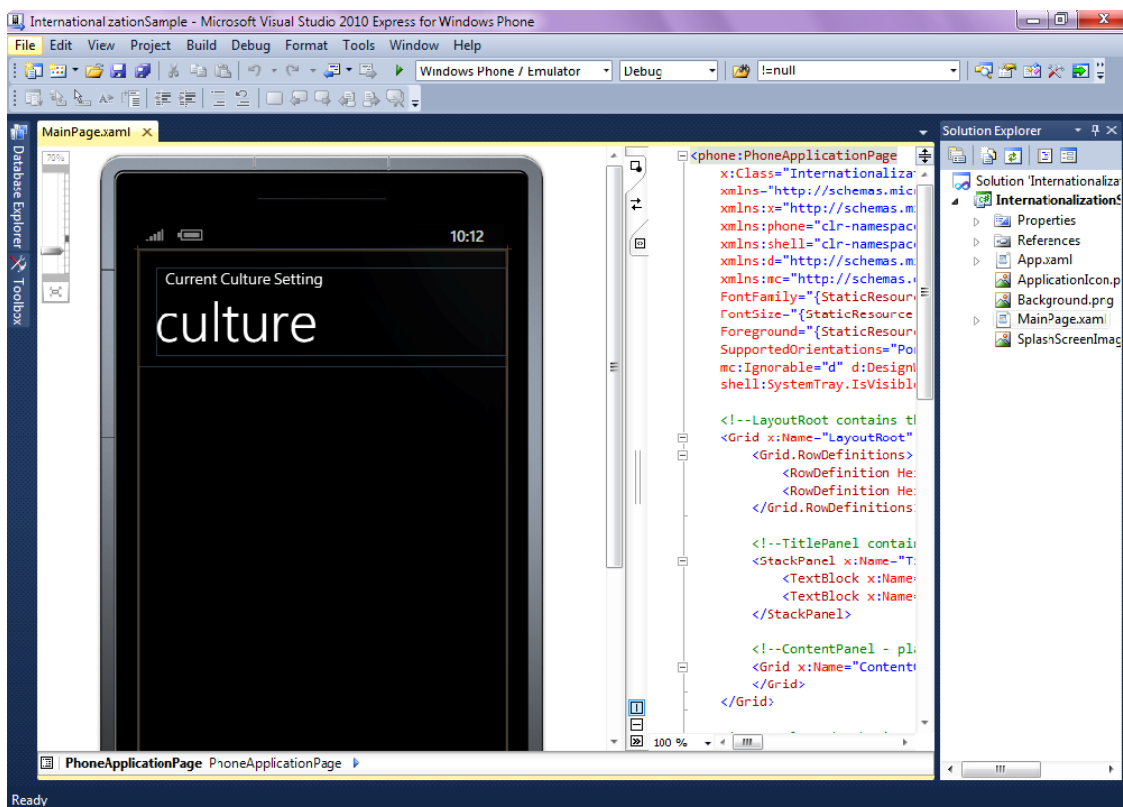 InternationalizationSample - Microsoft Visual Studio 2010 Express for Windows Phone
File Edit View Project Build Debug Format Tools Window Help
Windows Phone / Emulator Debug !=null
Database Explorer
Toolbox
MainPage.xaml
70%
10:12
Current Culture Setting
culture
<phone:PhoneApplicationPage
x:Class="Internationaliza
xmlns="http://schemas.mic
xmlns:x="http://schemas.m
xmlns:phone="clr-namespac
xmlns:shell="clr-namespac
xmlns:d="http://schemas.m
xmlns:mc="http://schemas.
FontFamily="{StaticResour
FontSize="{StaticResource
Foreground="{StaticResour
SupportedOrientations="Po
mc:Ignorable="d" d:Design
shell:SystemTray.IsVisibl
<!--LayoutRoot contains t
<Grid x:Name="LayoutRoot"
<Grid.RowDefinitions>
<RowDefinition He
<RowDefinition He
</Grid.RowDefinitions
<!--TitlePanel contai
<StackPanel x:Name="T
<TextBlock x:Name=
<TextBlock x:Name=
</StackPanel>
<!--ContentPanel - pla
<Grid x:Name="Content
</Grid>
</Grid>
100 %
Solution Explorer
Solution 'Internationaliza
InternationalizationS
Properties
References
App.xaml
ApplicationIcon.p
Background.png
MainPage.xaml
SplashScreenImag
PhoneApplicationPage PhoneApplicationPage
Ready